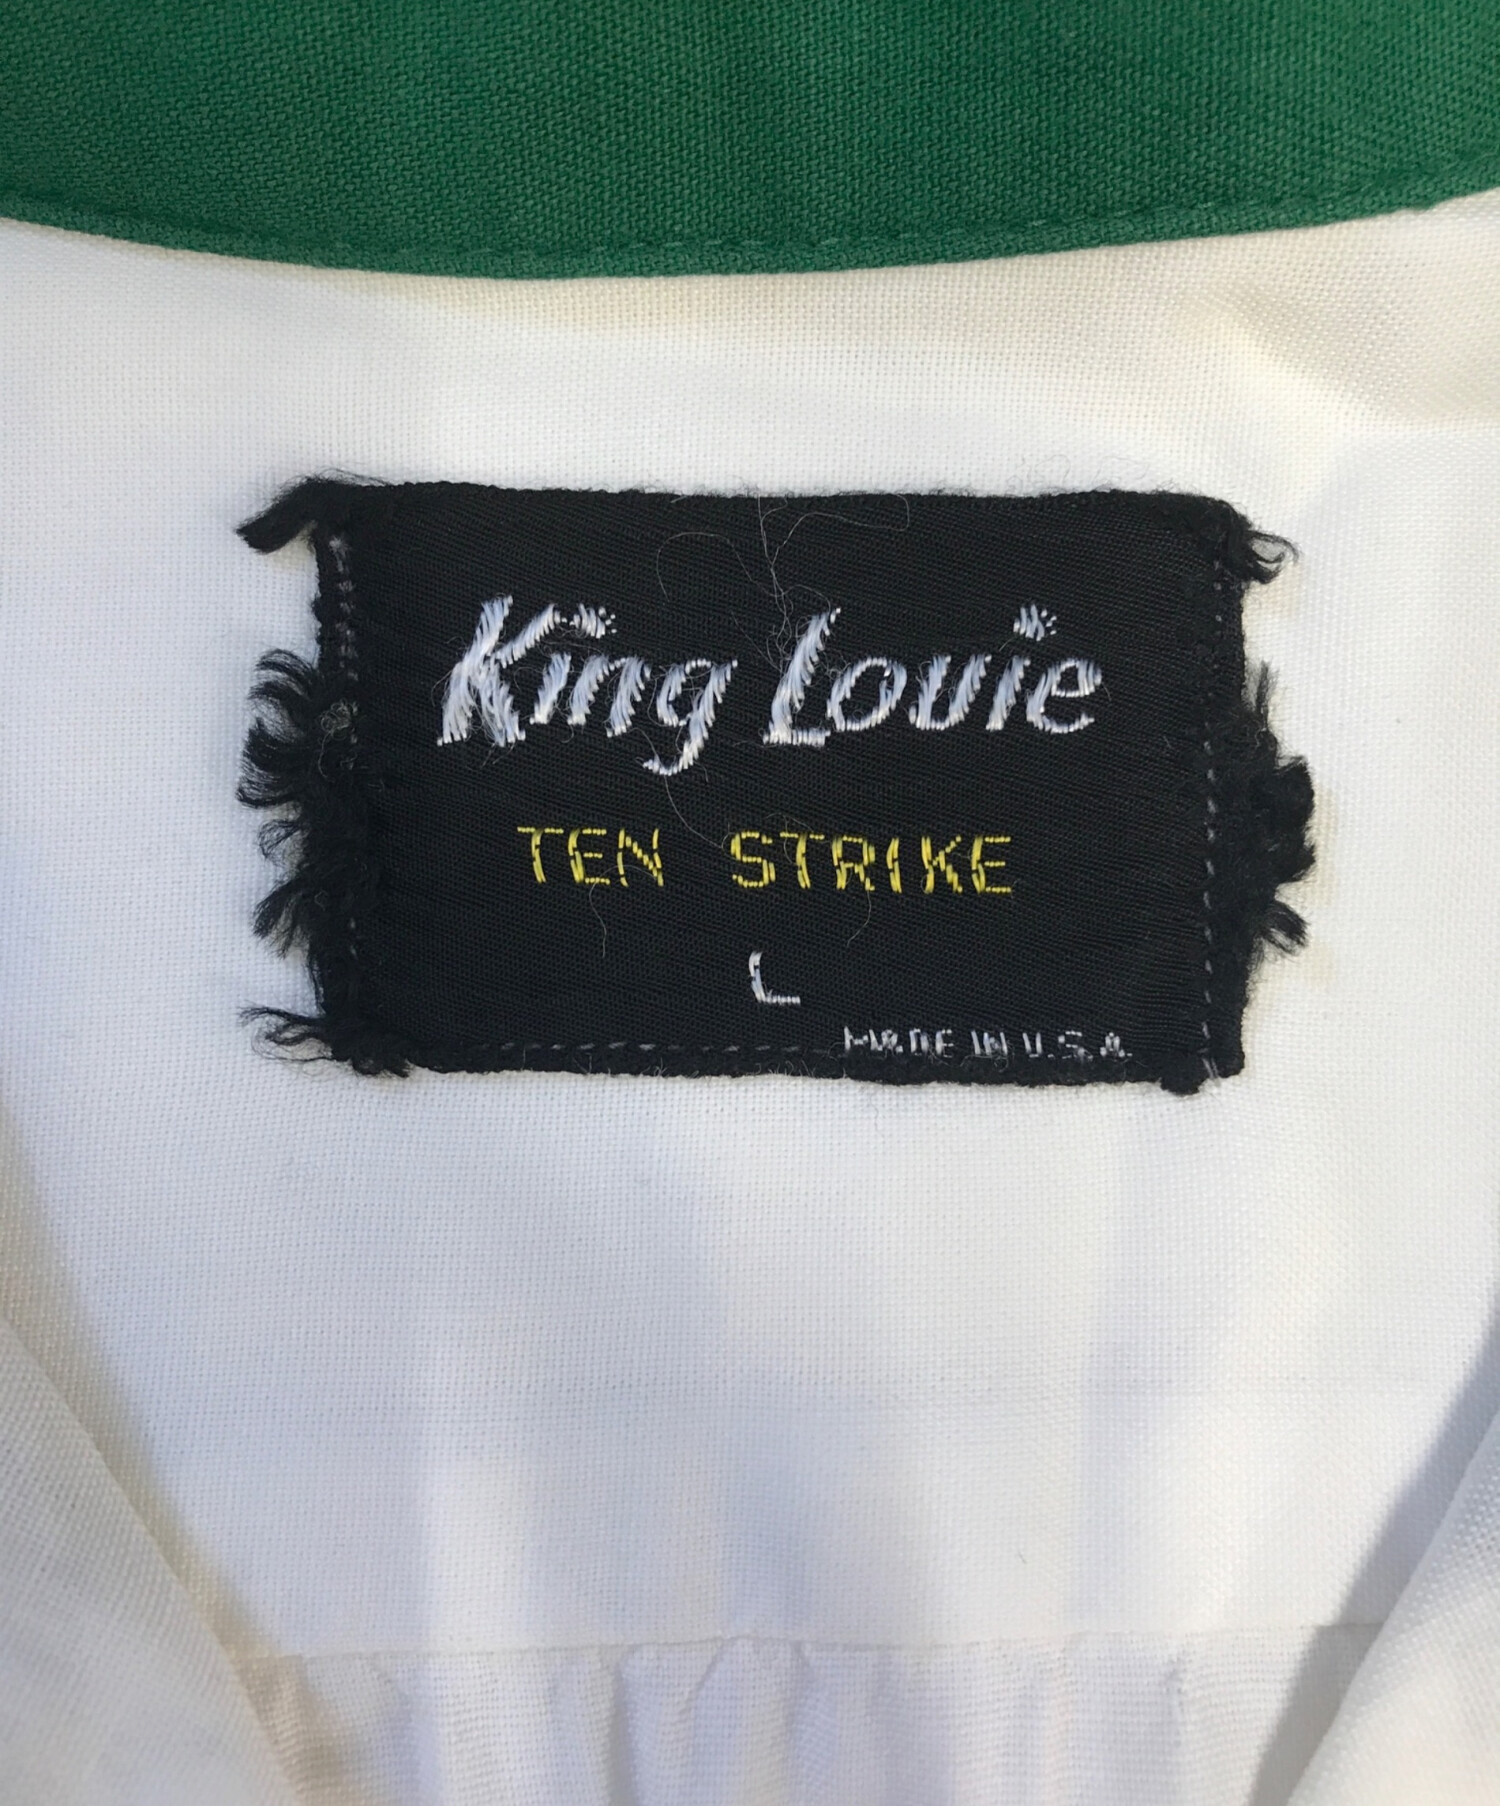 King Louie
TEN STRIKE
L
MADE IN U.S.A.